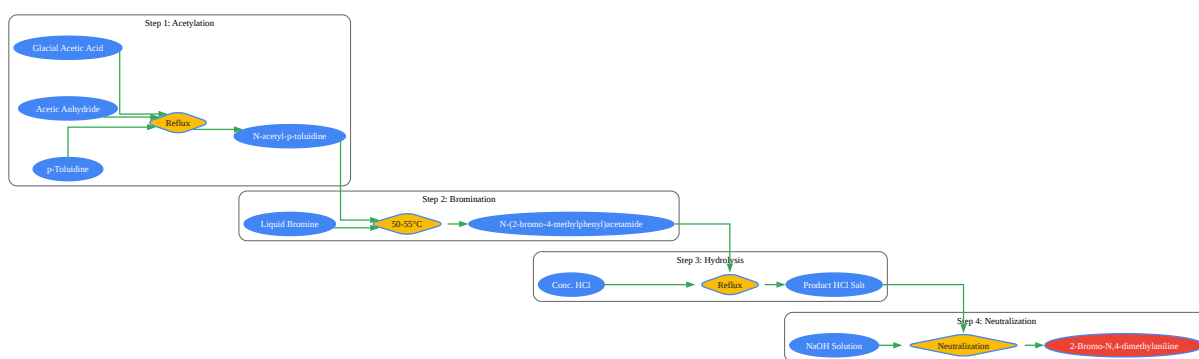 Step 1: Acetylation
Glacial Acetic Acid
Acetic Anhydride
Reflux
N-acetyl-p-toluidine
p-Toluidine
Step 2: Bromination
Liquid Bromine
50-55°C
N-(2-bromo-4-methylphenyl)acetamide
Step 3: Hydrolysis
Conc. HCl
Reflux
Product HCl Salt
Step 4: Neutralization
NaOH Solution
Neutralization
2-Bromo-N,4-dimethylaniline